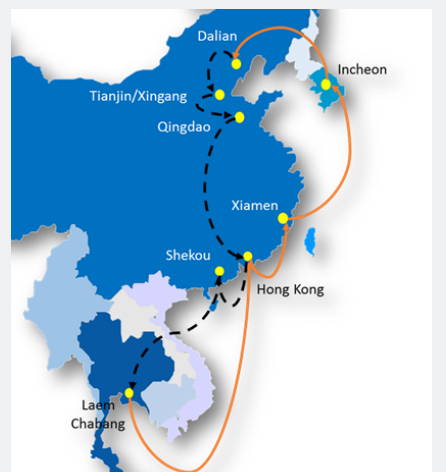 Dalian
Incheon
Tianjin/Xingang
Qingdao
Xiamen
Shekou
Hong Kong
Laem
Chabang